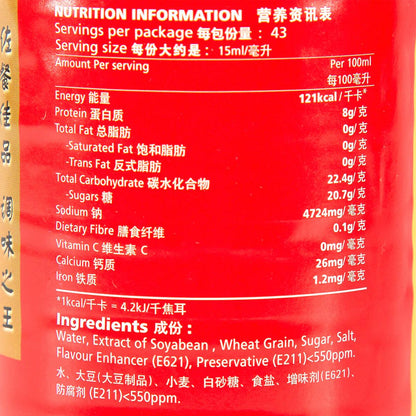 NUTRITION INFORMATION 营养资讯表
Servings per package 每包份量 : 43
Serving size 每份大约是 : 15ml/毫升
Amount Per serving Per 100ml
每100毫升
Energy 能量 121kcal/千卡*
Protein 蛋白质 8g/克
Total Fat 总脂肪 0g/克
-Saturated Fat 饱和脂肪 0g/克
-Trans Fat 反式脂肪 0g/克
Total Carbohydrate 碳水化合物 22.4g/克
-Sugars 糖 20.7g/克
Sodium 钠 4724mg/毫克
Dietary Fibre 膳食纤维 0.1g/克
Vitamin C 维生素 C 0mg/毫克
Calcium 钙质 26mg/毫克
Iron 铁质 1.2mg/毫克
*1kcal/千卡 = 4.2kJ/千焦耳
Ingredients 成份 :
Water, Extract of Soyabean , Wheat Grain, Sugar, Salt,
Flavour Enhancer (E621), Preservative (E211)<550ppm.
水、大豆(大豆制品)、小麦、白砂糖、食盐、增味剂(E621)、
防腐剂 (E211)<550ppm.
佐餐佳品 调味之王